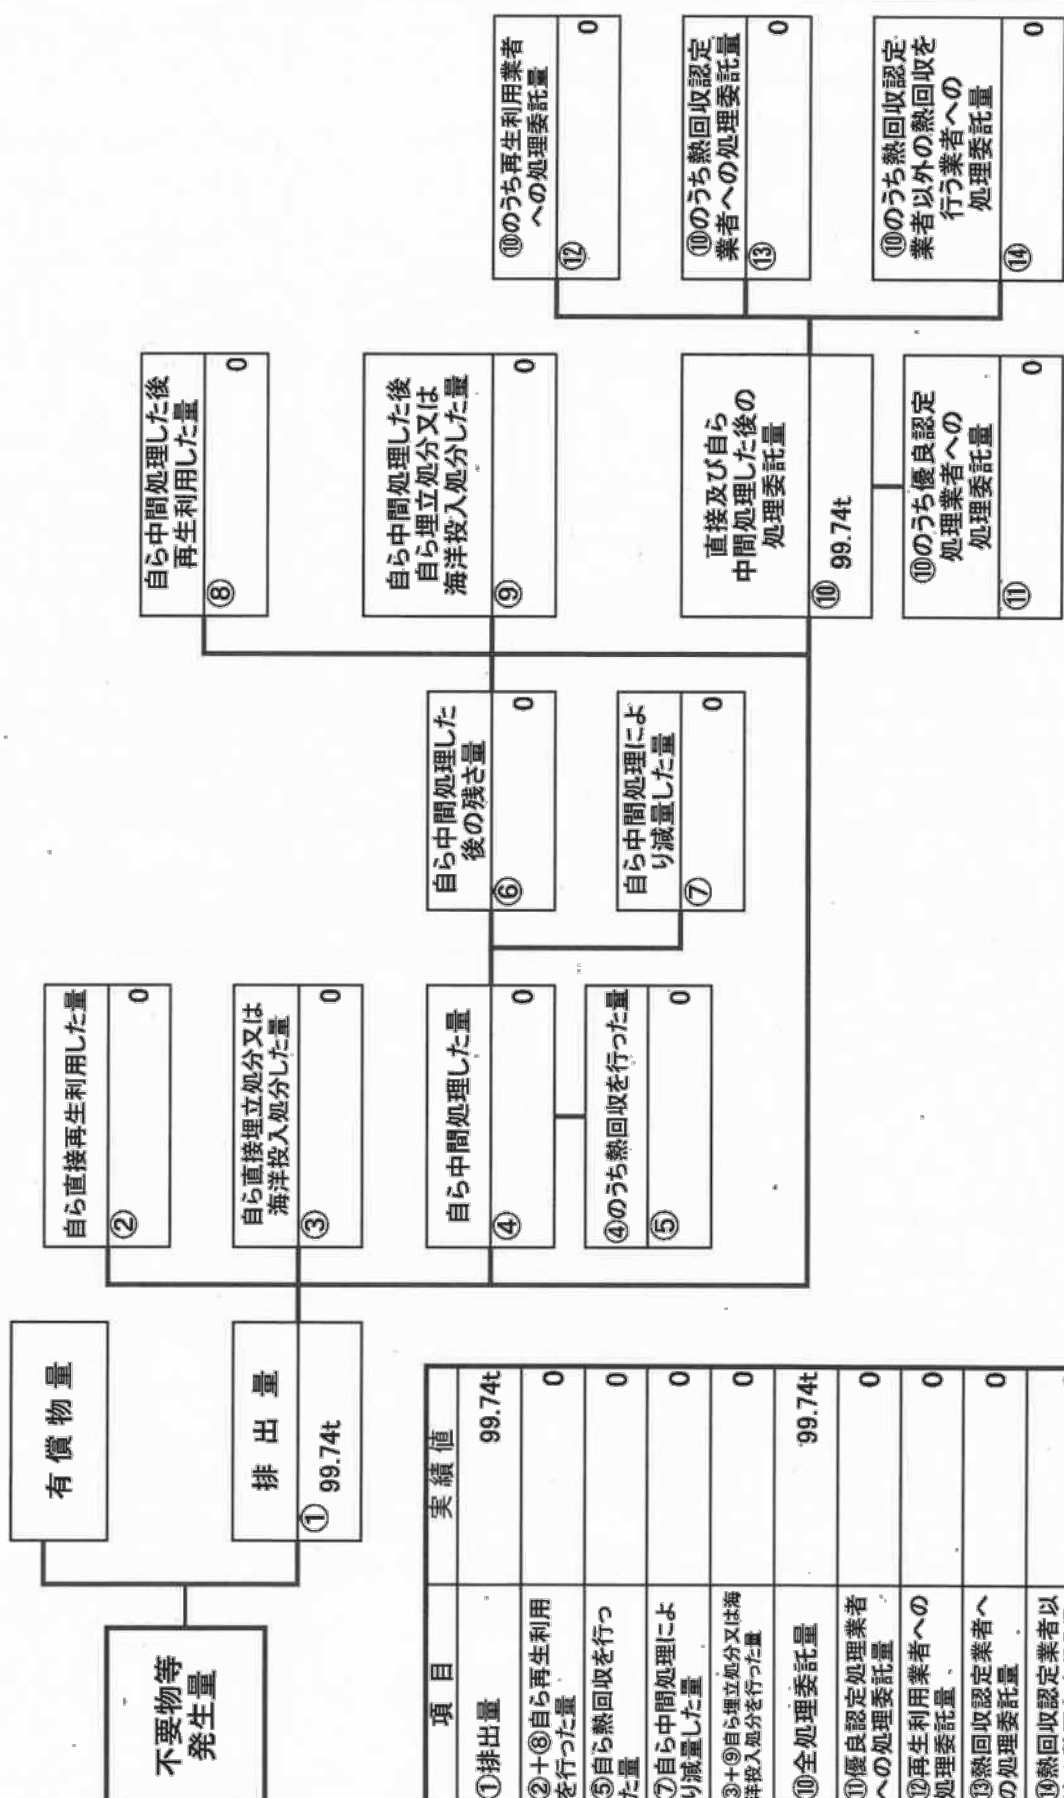 不要物等
発生量
有償物量
排出量
①
99.74t
自ら直接再生利用した量
②
0
自ら直接埋立処分又は
海洋投入処分した量
③
0
自ら中間処理した量
④
0
④のうち熱回収を行った量
⑤
0
自ら中間処理した
後の残さ量
⑥
0
自ら中間処理によ
り減量した量
⑦
0
自ら中間処理した後
再生利用した量
⑧
0
自ら中間処理した後
自ら埋立処分又は
海洋投入処分した量
⑨
0
直接及び自ら
中間処理した後の
処理委託量
⑩
99.74t
⑩のうち優良認定
処理業者への
処理委託量
⑪
0
⑩のうち再生利用業者
への処理委託量
⑫
0
⑩のうち熱回収認定
業者への処理委託量
⑬
0
⑩のうち熱回収認定
業者以外の熱回収を
行う業者への
処理委託量
⑭
0
項目 実績値
①排出量 99.74t
②+⑧自ら再生利用
を行った量
0
⑤自ら熱回収を行っ
た量
0
⑦自ら中間処理によ
り減量した量
0
③+⑨自ら埋立処分又は海
洋投入処分を行った量
0
⑩全処理委託量 99.74t
⑪優良認定処理業者
への処理委託量
0
⑫再生利用業者への
処理委託量
0
⑬熱回収認定業者へ
の処理委託量
0
⑭熱回収認定業者以